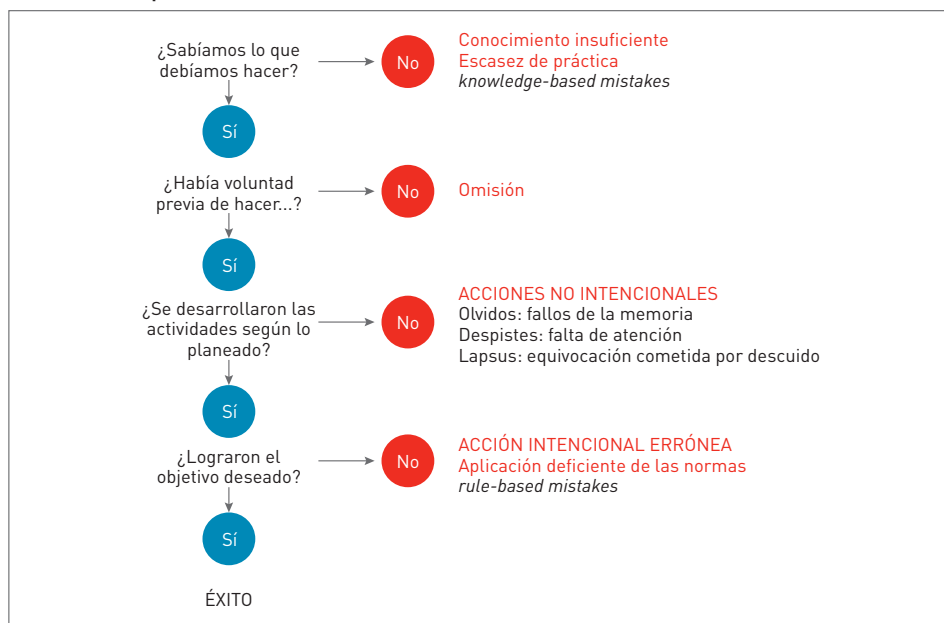 ¿Sabíamos lo que
debíamos hacer?
No
Conocimiento insuficiente
Escasez de práctica
knowledge-based mistakes
Sí
¿Había voluntad
previa de hacer...?
No
Omisión
Sí
¿Se desarrollaron las
actividades según lo
planeado?
No
ACCIONES NO INTENCIONALES
Olvidos: fallos de la memoria
Despistes: falta de atención
Lapsus: equivocación cometida por descuido
Sí
¿Lograron el
objetivo deseado?
No
ACCIÓN INTENCIONAL ERRÓNEA
Aplicación deficiente de las normas
rule-based mistakes
Sí
ÉXITO